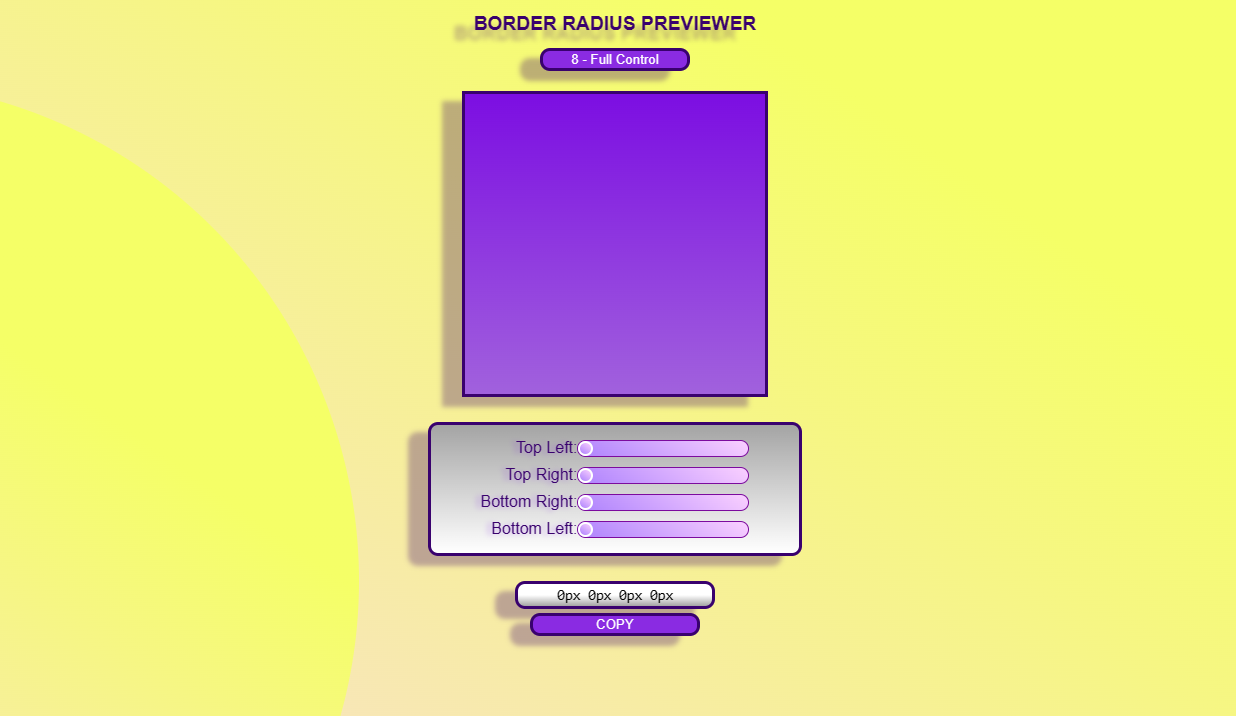 BORDER RADIUS PREVIEWER
8 - Full Control
Top Left:
Top Right:
Bottom Right:
Bottom Left:
0px 0px 0px 0px
COPY